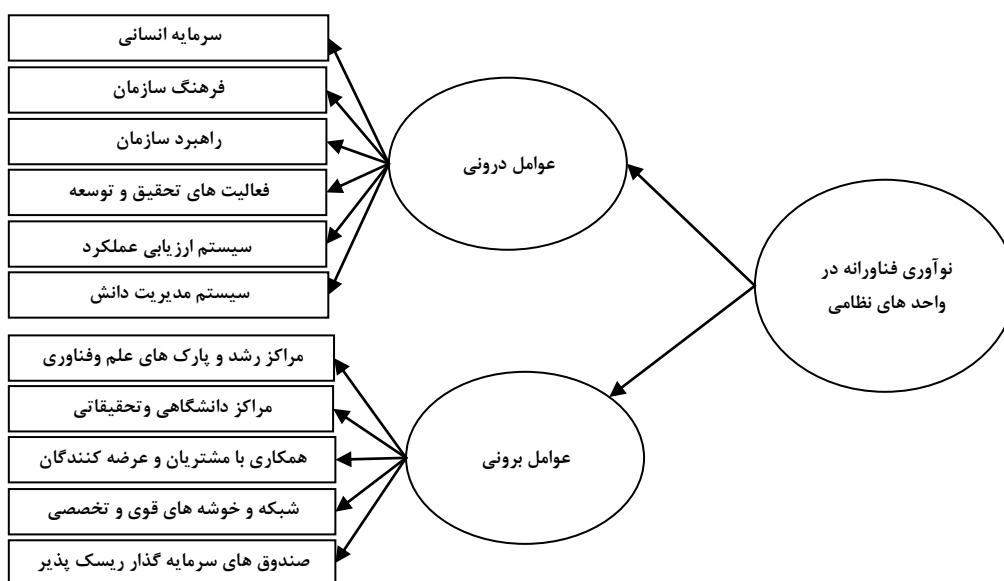 نوآوری فناورانه در
واحد های نظامی
عوامل درونی
سرمایه انسانی
فرهنگ سازمان
راهبرد سازمان
فعالیت های تحقیق و توسعه
سیستم ارزیابی عملکرد
سیستم مدیریت دانش
عوامل برونی
مراکز رشد و پارک های علم وفناوری
مراکز دانشگاهی وتحقیقاتی
همکاری با مشتریان و عرضه کنندگان
شبکه و خوشه های قوی و تخصصی
صندوق های سرمایه گذار ریسک پذیر